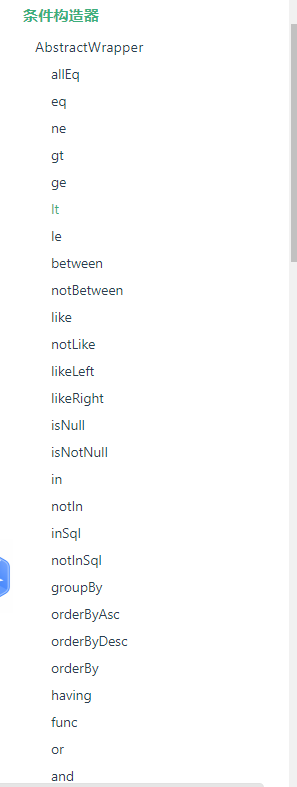 条件构造器
AbstractWrapper
allEq
eq
ne
gt
ge
lt
le
between
notBetween
like
notLike
likeLeft
likeRight
isNull
isNotNull
in
notIn
inSql
notInSql
groupBy
orderByAsc
orderByDesc
orderBy
having
func
or
and